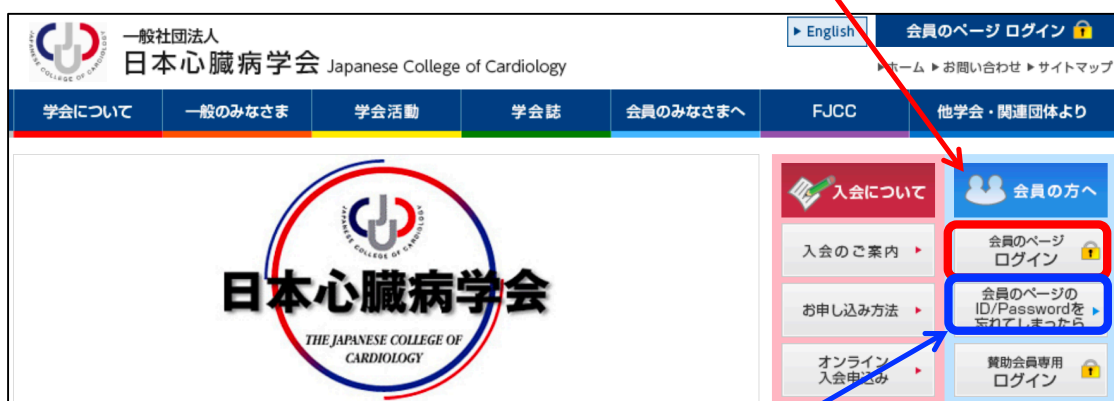 一般社団法人
日本心臓病学会 Japanese College of Cardiology
JAPANESE COLLEGE OF CARDIOLOGY
English
会員のページ ログイン
ホーム お問い合わせ サイトマップ
学会について 一般のみなさま 学会活動 学会誌 会員のみなさまへ FJCC 他学会・関連団体より
JAPANESE COLLEGE OF CARDIOLOGY
日本心臓病学会
THE JAPANESE COLLEGE OF
CARDIOLOGY
入会について
入会のご案内
お申し込み方法
オンライン
入会申込み
会員の方へ
会員のページ
ログイン
会員のページの
ID/Passwordを
忘れてしまったら
賛助会員専用
ログイン